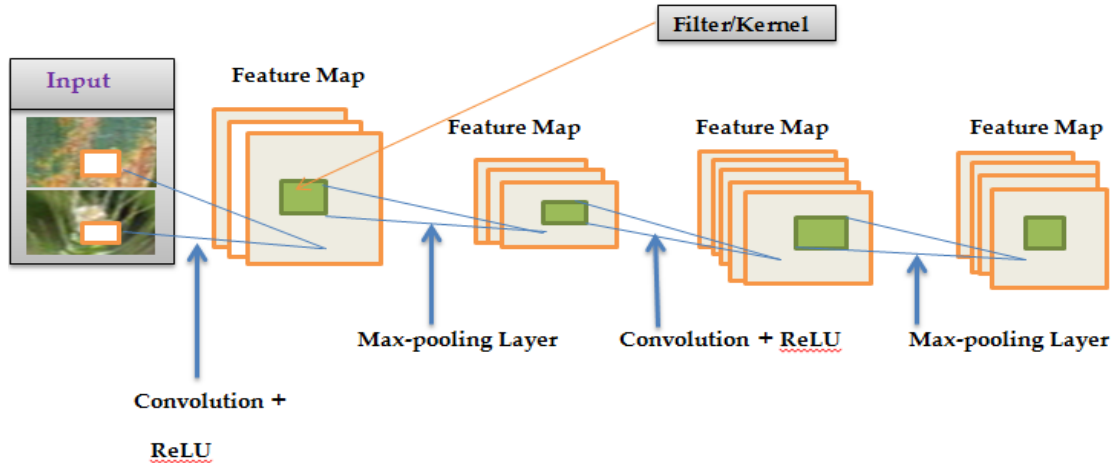 Filter/Kernel
Input
Feature Map
Feature Map
Feature Map
Feature Map
Max-pooling Layer
Convolution + ReLU
Max-pooling Layer
Convolution +
ReLU